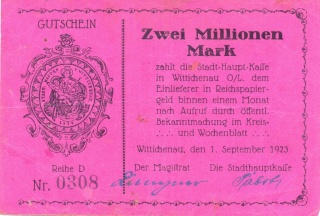 GUTSCHEIN
Reihe D
Nr. 0308
Zwei Millionen
Mark
zahlt die Stadt-Haupt-Kasse
in Wittichenau O/L. dem
Einlieferer in Reichspapier-
geld binnen einem Monat
nach Aufruf durch öffentl.
Bekanntmachung im Kreis-
und Wochenblatt
Wittichenau, den 1. September 1923
Der Magistrat Die Stadthauptkasse